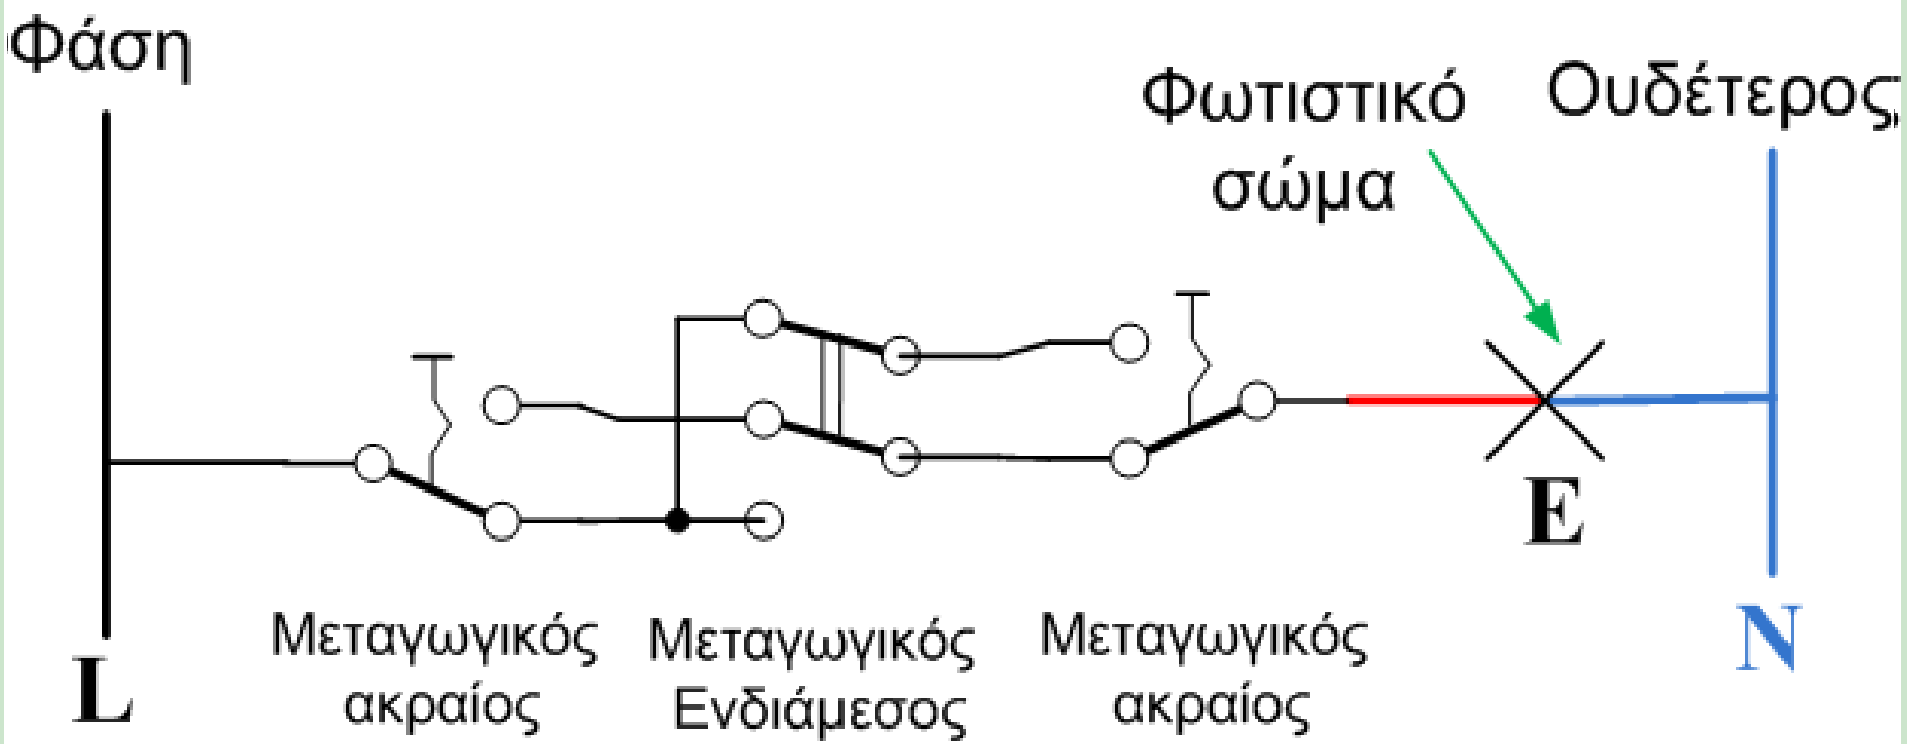 Φάση
Φωτιστικό
σώμα
Ουδέτερος
E
L
Μεταγωγικός
ακραίος
Μεταγωγικός
Ενδιάμεσος
Μεταγωγικός
ακραίος
N